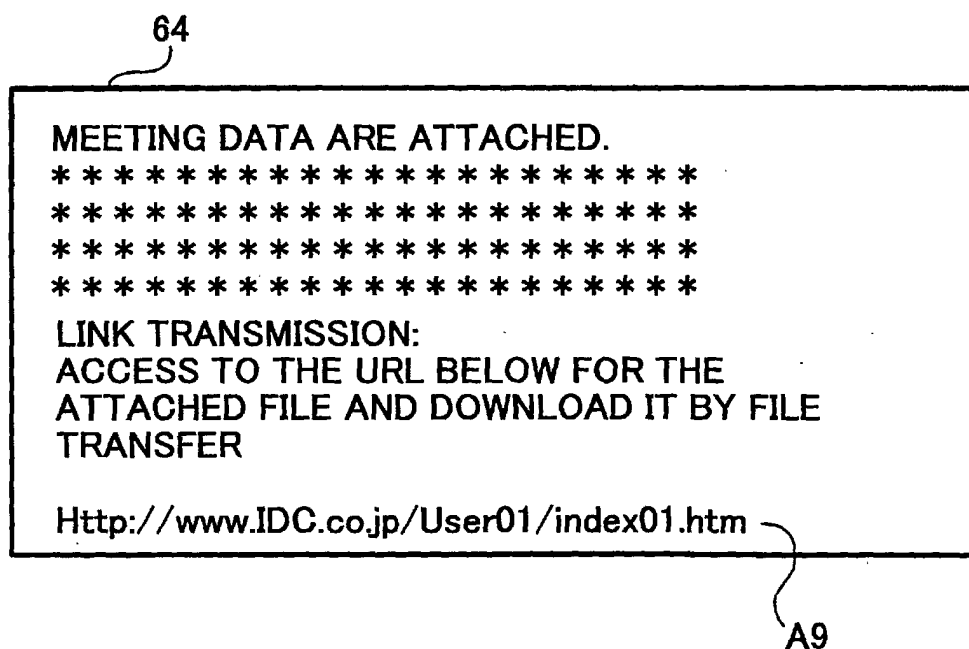 64
MEETING DATA ARE ATTACHED.
* * * * * * * * * * * * * * * * * * * * *
* * * * * * * * * * * * * * * * * * * * *
* * * * * * * * * * * * * * * * * * * * *
* * * * * * * * * * * * * * * * * * * * *
LINK TRANSMISSION:
ACCESS TO THE URL BELOW FOR THE
ATTACHED FILE AND DOWNLOAD IT BY FILE
TRANSFER
Http://www.IDC.co.jp/User01/index01.htm
A9